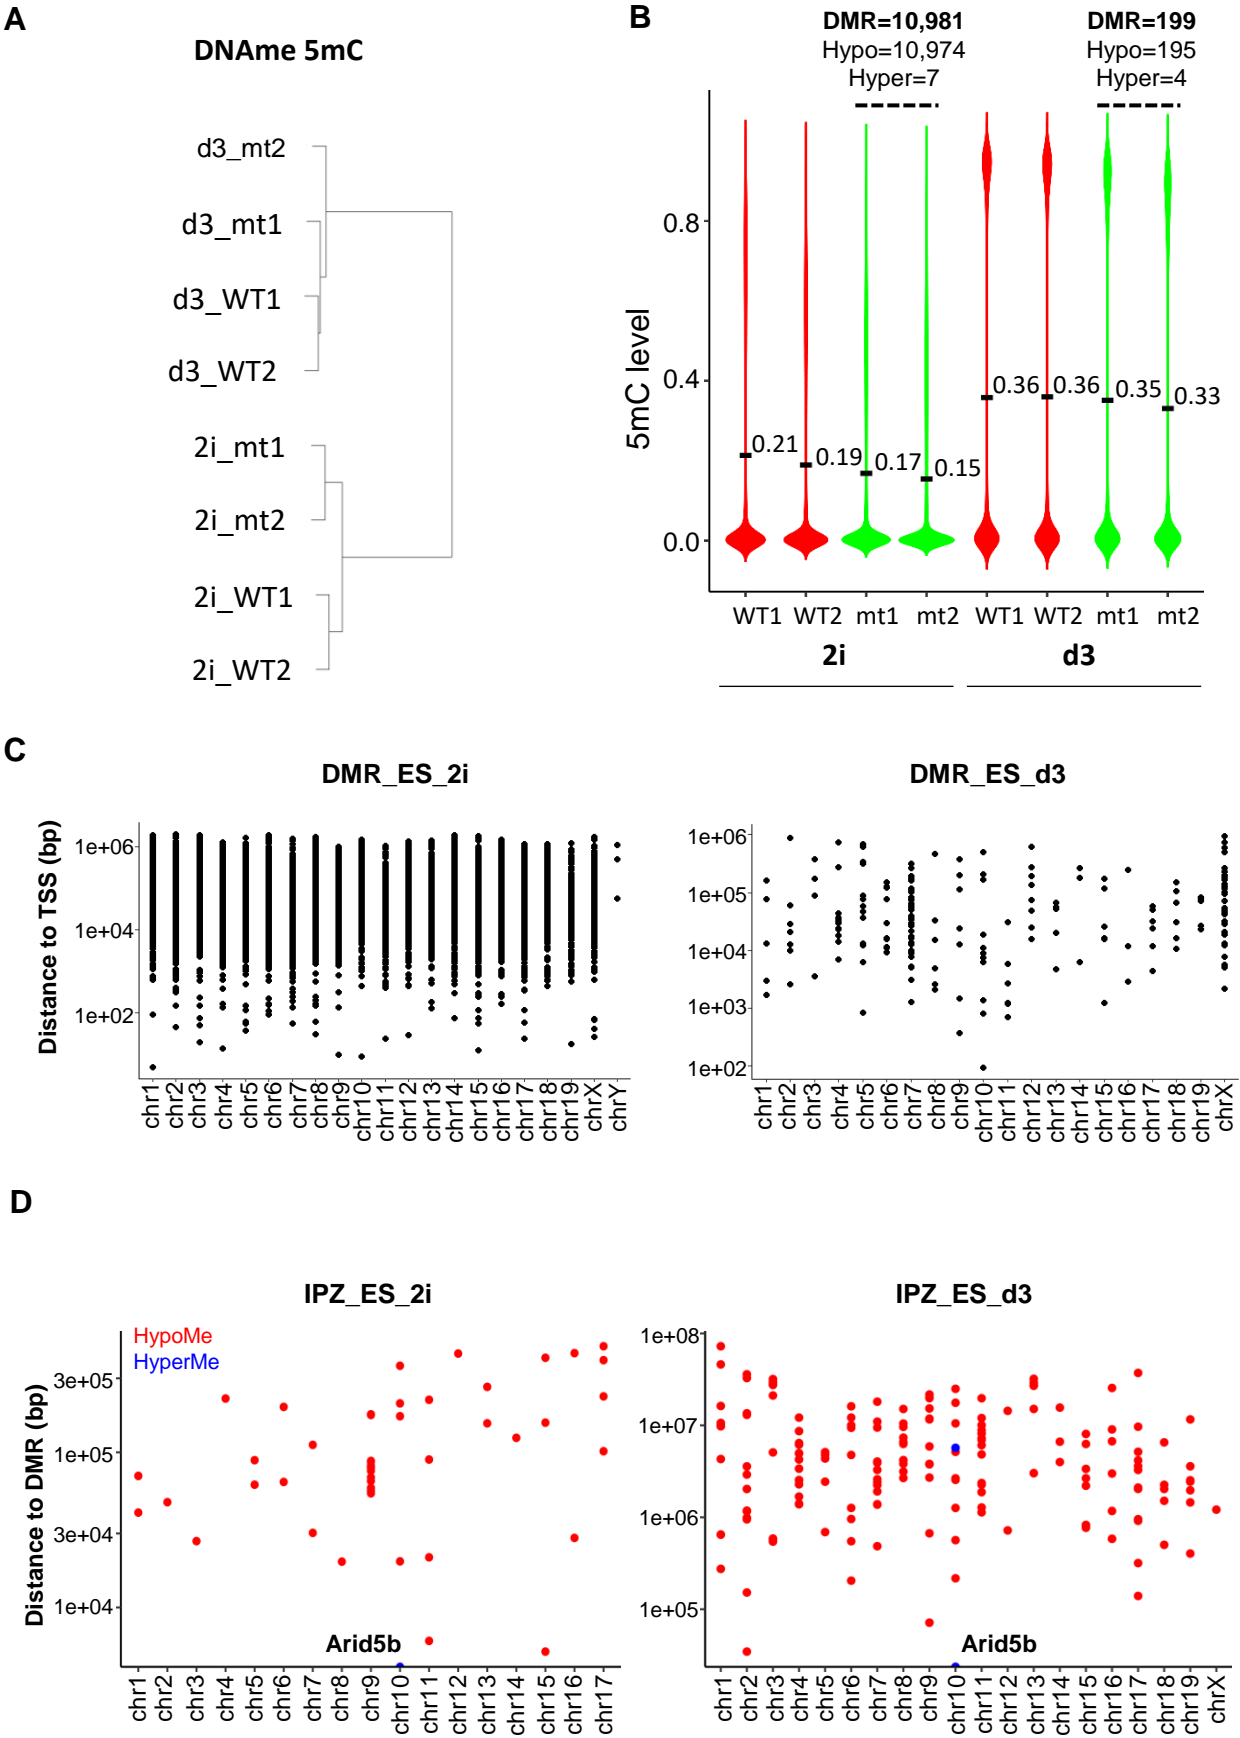 A
DNAme 5mC
d3_mt2
d3_mt1
d3_WT1
d3_WT2
2i_mt1
2i_mt2
2i_WT1
2i_WT2
B
DMR=10,981
Hypo=10,974
Hyper=7
DMR=199
Hypo=195
Hyper=4
5mC level
0.8
0.4
0.0
0.21
0.19
0.17
0.15
0.36
0.36
0.35
0.33
WT1 WT2 mt1 mt2 WT1 WT2 mt1 mt2
2i d3
C
DMR_ES_2i
Distance to TSS (bp)
1e+06
1e+04
1e+02
chr1 chr2 chr3 chr4 chr5 chr6 chr7 chr8 chr9 chr10 chr11 chr12 chr13 chr14 chr15 chr16 chr17 chr18 chr19 chrX chrY
DMR_ES_d3
1e+06
1e+05
1e+04
1e+03
1e+02
chr1 chr2 chr3 chr4 chr5 chr6 chr7 chr8 chr9 chr10 chr11 chr12 chr13 chr14 chr15 chr16 chr17 chr18 chr19 chrX
D
IPZ_ES_2i
HypoMe
HyperMe
Distance to DMR (bp)
3e+05
1e+05
3e+04
1e+04
Arid5b
chr1 chr2 chr3 chr4 chr5 chr6 chr7 chr8 chr9 chr10 chr11 chr12 chr13 chr14 chr15 chr16 chr17
IPZ_ES_d3
1e+08
1e+07
1e+06
1e+05
Arid5b
chr1 chr2 chr3 chr4 chr5 chr6 chr7 chr8 chr9 chr10 chr11 chr12 chr13 chr14 chr15 chr16 chr17 chr18 chr19 chrX